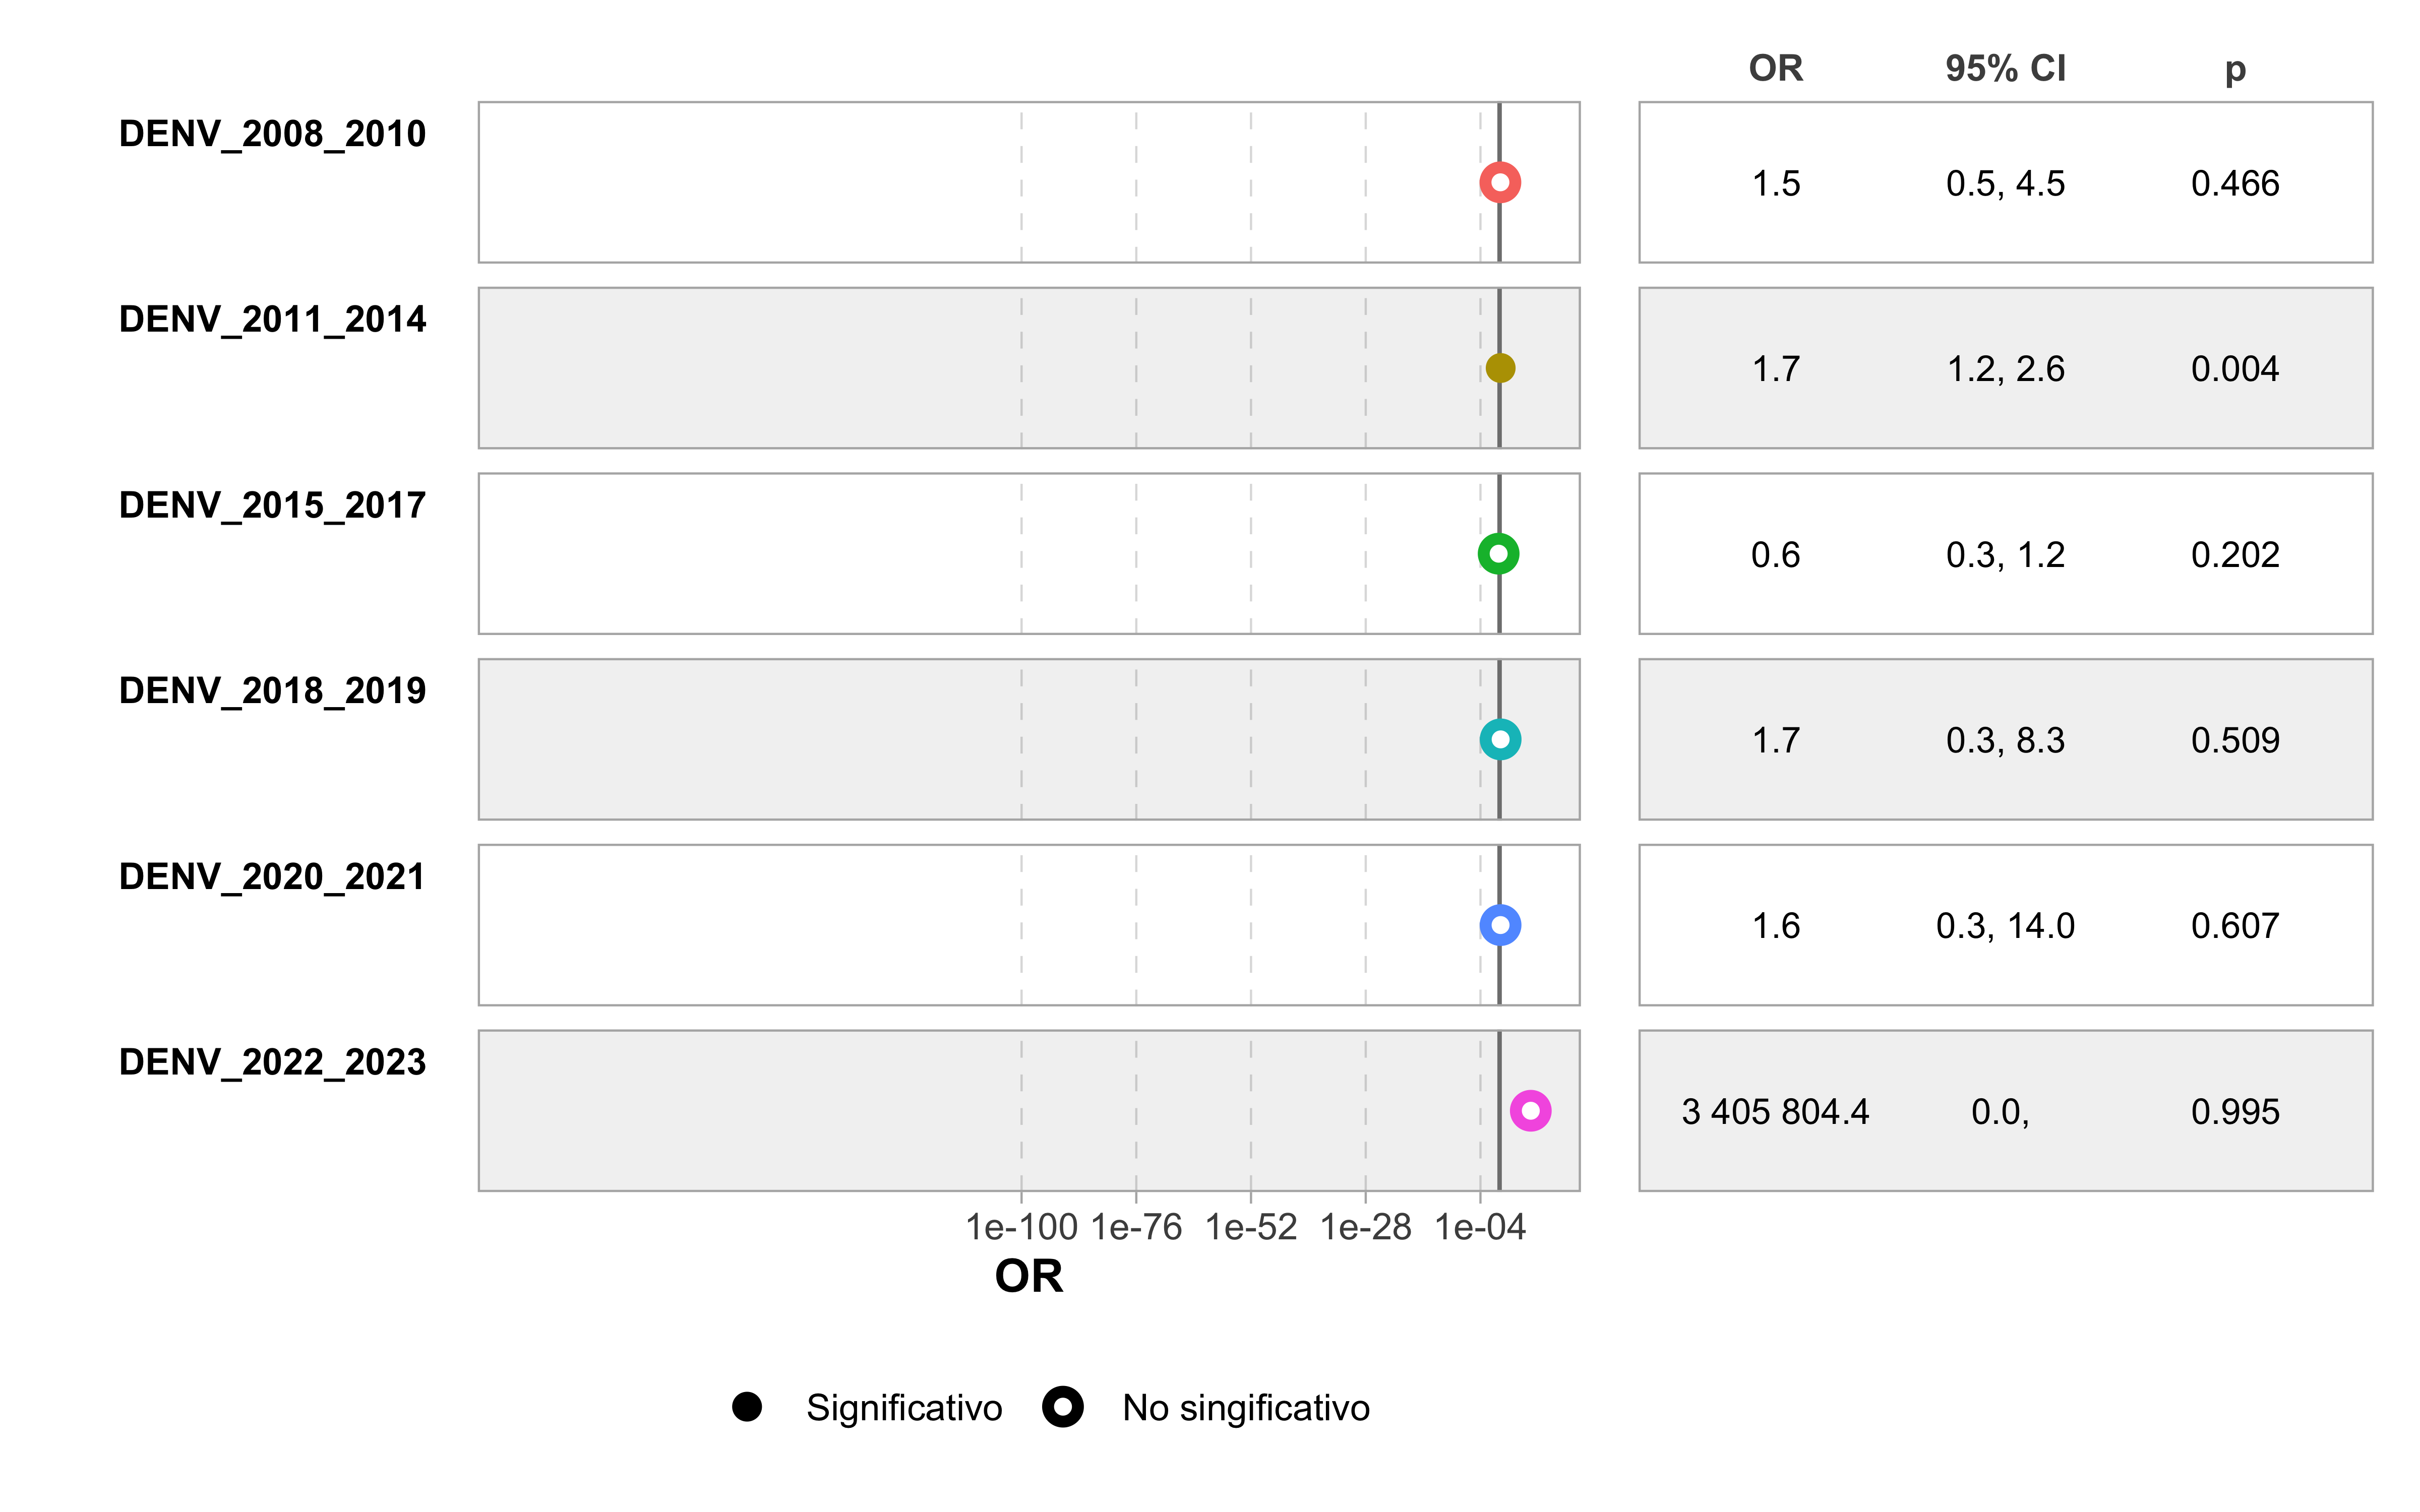 OR 95% CI p
DENV_2008_2010 1.5 0.5, 4.5 0.466
DENV_2011_2014 1.7 1.2, 2.6 0.004
DENV_2015_2017 0.6 0.3, 1.2 0.202
DENV_2018_2019 1.7 0.3, 8.3 0.509
DENV_2020_2021 1.6 0.3, 14.0 0.607
DENV_2022_2023 3 405 804.4 0.0, 0.995
1e-100 1e-76 1e-52 1e-28 1e-04
OR
Significativo No singificativo